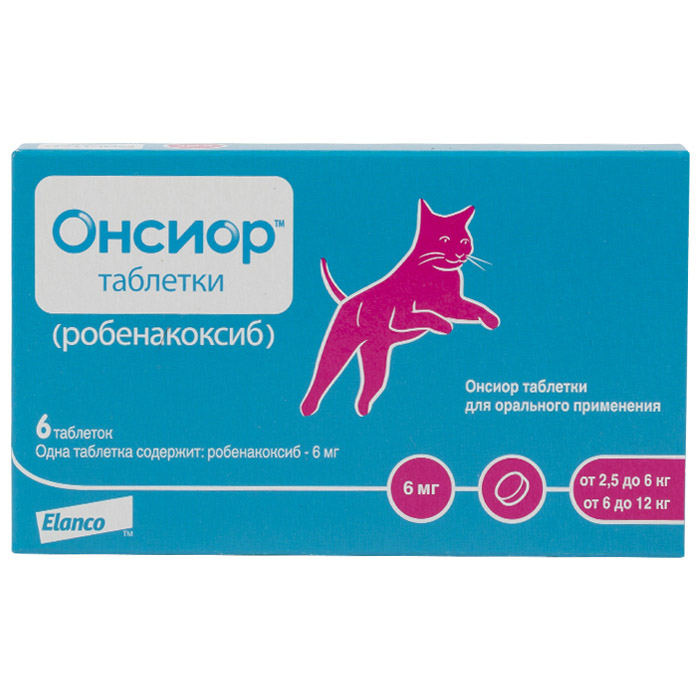 Онсиор™
таблетки
(робенакоксиб)
Онсиор таблетки
для орального применения
6 таблеток
Одна таблетка содержит: робенакоксиб - 6 мг
6 мг
от 2,5 до 6 кг
от 6 до 12 кг
Elanco™